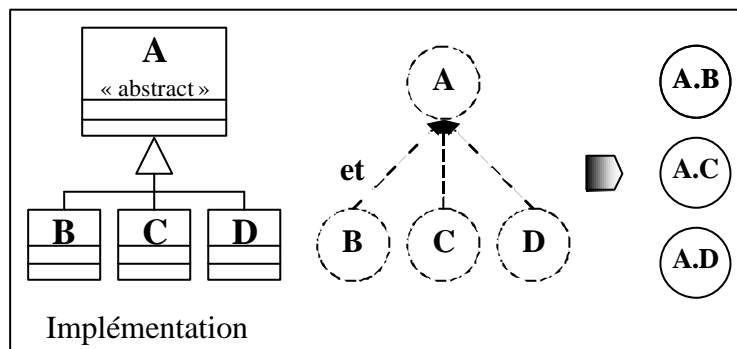 A
« abstract »
B C D
Implémentation
A
et
B C D
A.B
A.C
A.D